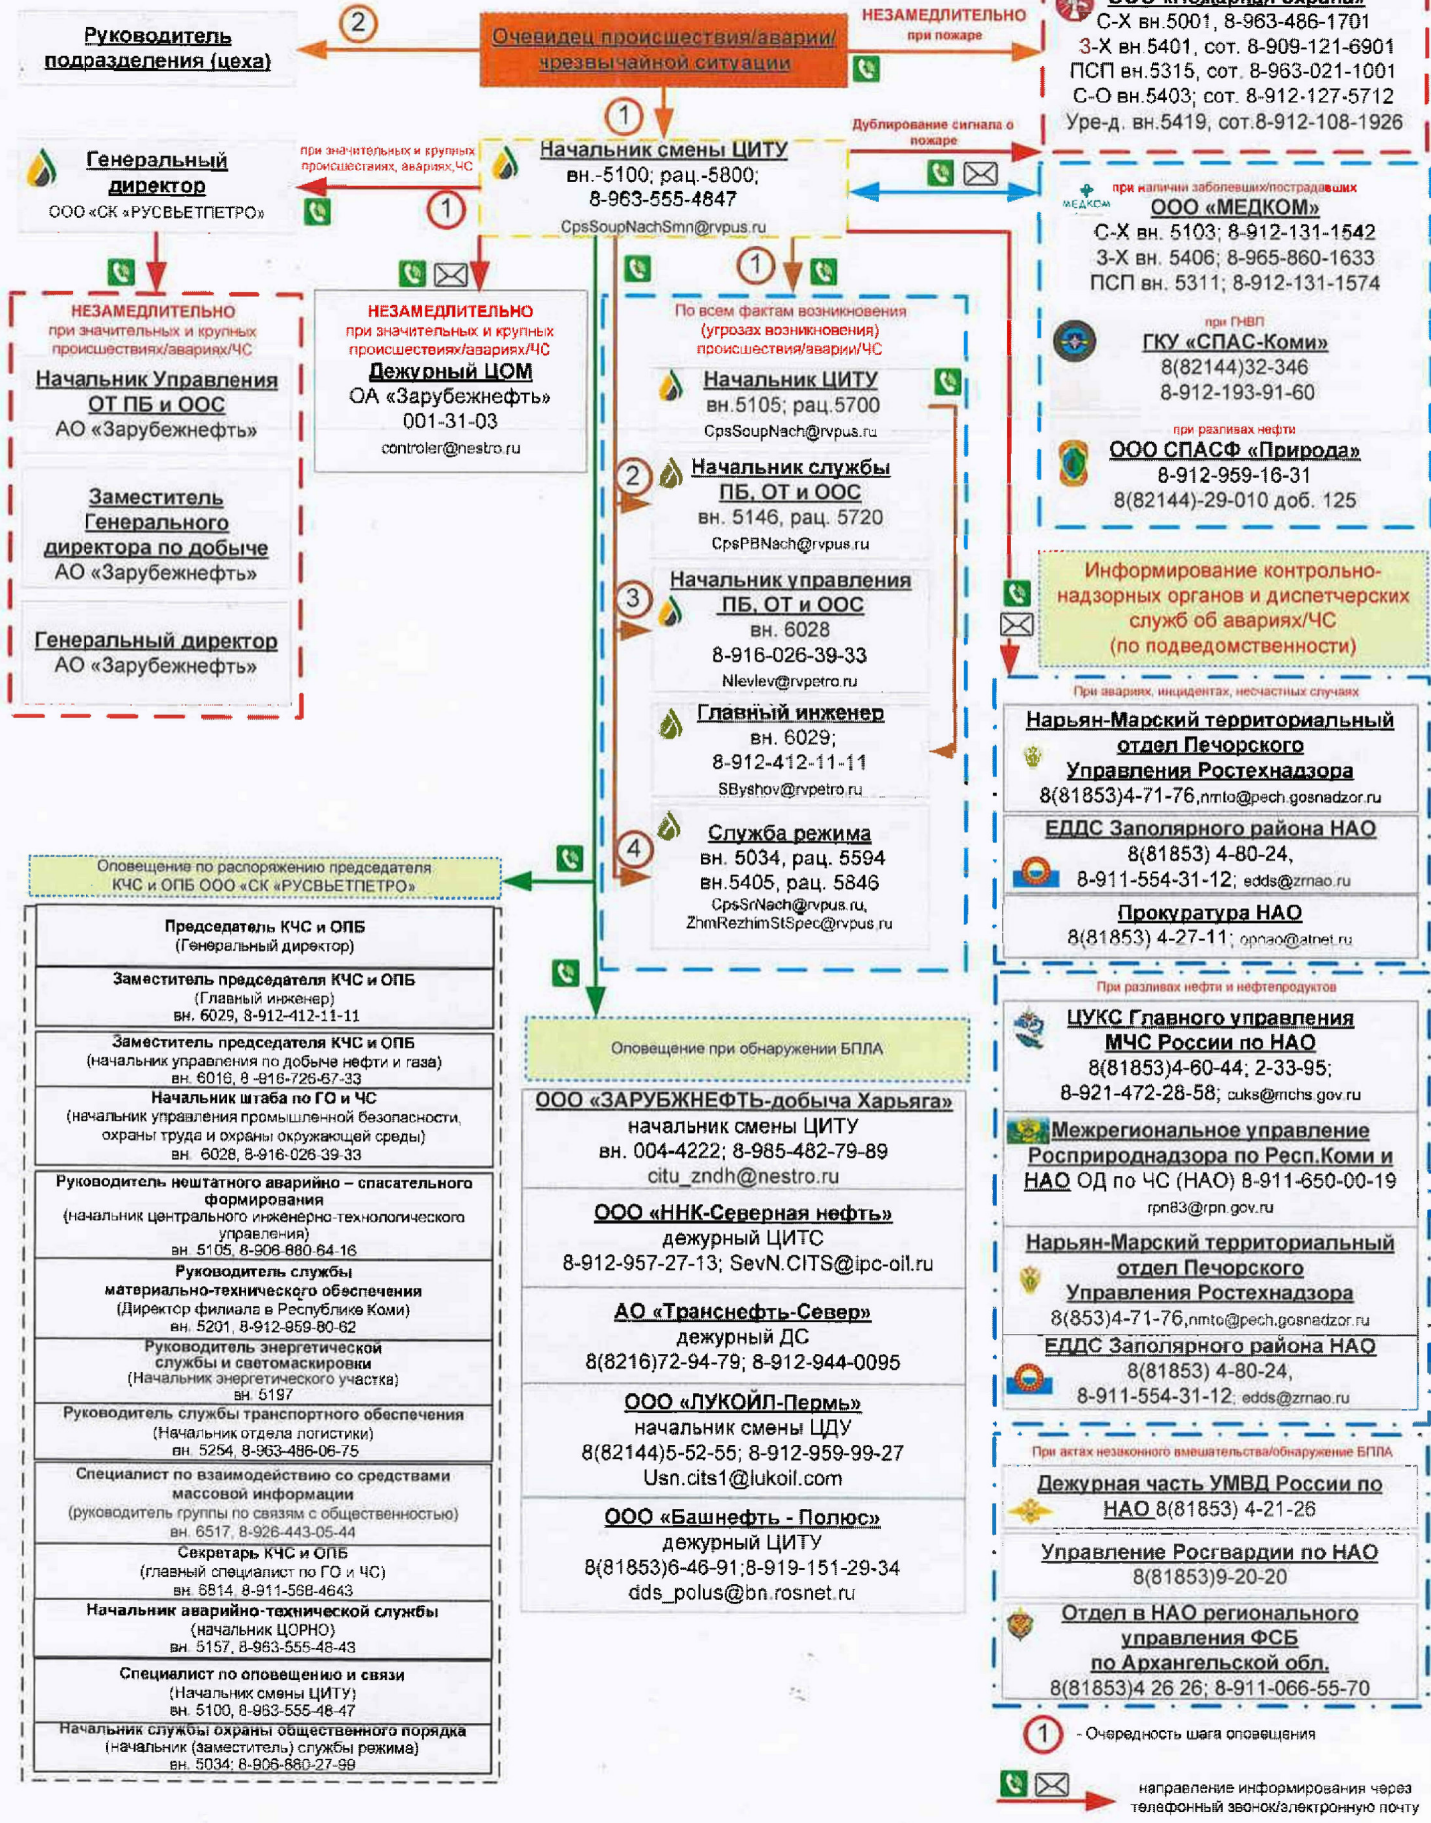 Руководитель
подразделения (цеха)
2
Очевидец происшествия/аварии/
чрезвычайной ситуации
НЕЗАМЕДЛИТЕЛЬНО
при пожаре
С-Х вн.5001, 8-963-486-1701
З-Х вн.5401, сот. 8-909-121-6901
ПСП вн.5315, сот. 8-963-021-1001
С-О вн.5403; сот. 8-912-127-5712
Уре-д. вн.5419, сот.8-912-108-1926
1
Дублирование сигнала о
пожаре
Генеральный
директор
ООО «СК «РУСВЬЕТПЕТРО»
при значительных и крупных
происшествиях, авариях,ЧС
1
Начальник смены ЦИТУ
вн.-5100; рац.-5800;
8-963-555-4847
CpsSoupNachSmn@rvpus.ru
МЕДКОМ
при наличии заболевших/пострадавших
ООО «МЕДКОМ»
С-Х вн. 5103; 8-912-131-1542
З-Х вн. 5406; 8-965-860-1633
ПСП вн. 5311; 8-912-131-1574
при ГНВП
ГКУ «СПАС-Коми»
8(82144)32-346
8-912-193-91-60
при разливах нефти
ООО СПАСФ «Природа»
8-912-959-16-31
8(82144)-29-010 доб. 125
НЕЗАМЕДЛИТЕЛЬНО
при значительных и крупных
происшествиях/авариях/ЧС
Начальник Управления
ОТ ПБ и ООС
АО «Зарубежнефть»
Заместитель
Генерального
директора по добыче
АО «Зарубежнефть»
Генеральный директор
АО «Зарубежнефть»
НЕЗАМЕДЛИТЕЛЬНО
при значительных и крупных
происшествиях/авариях/ЧС
Дежурный ЦОМ
ОА «Зарубежнефть»
001-31-03
controler@nestro.ru
1
По всем фактам возникновения
(угрозах возникновения)
происшествия/аварии/ЧС
Начальник ЦИТУ
вн.5105; рац.5700
CpsSoupNach@rvpus.ru
2
Начальник службы
ПБ, ОТ и ООС
вн. 5146, рац. 5720
CpsPBNach@rvpus.ru
3
Начальник управления
ПБ, ОТ и ООС
вн. 6028
8-916-026-39-33
NIevlev@rvpetro.ru
Главный инженер
вн. 6029;
8-912-412-11-11
SByshov@rvpetro.ru
4
Служба режима
вн. 5034, рац. 5594
вн.5405, рац. 5846
CpsSrNach@rvpus.ru,
ZhmRezhimStSpec@rvpus.ru
Информирование контрольно-
надзорных органов и диспетчерских
служб об авариях/ЧС
(по подведомственности)
При авариях, инцидентах, несчастных случаях
Нарьян-Марский территориальный
отдел Печорского
Управления Ростехнадзора
8(81853)4-71-76,nmto@pech.gosnadzor.ru
ЕДДС Заполярного района НАО
8(81853) 4-80-24,
8-911-554-31-12; edds@zrnao.ru
Прокуратура НАО
8(81853) 4-27-11; opnao@atnet.ru
При разливах нефти и нефтепродуктов
ЦУКС Главного управления
МЧС России по НАО
8(81853)4-60-44; 2-33-95;
8-921-472-28-58; cuks@mchs.gov.ru
Межрегиональное управление
Росприроднадзора по Респ.Коми и
НАО ОД по ЧС (НАО) 8-911-650-00-19
rpn83@rpn.gov.ru
Нарьян-Марский территориальный
отдел Печорского
Управления Ростехнадзора
8(853)4-71-76,nmto@pech.gosnadzor.ru
ЕДДС Заполярного района НАО
8(81853) 4-80-24,
8-911-554-31-12; edds@zrnao.ru
При актах незаконного вмешательства/обнаружение БПЛА
Дежурная часть УМВД России по
НАО 8(81853) 4-21-26
Управление Росгвардии по НАО
8(81853)9-20-20
Отдел в НАО регионального
управления ФСБ
по Архангельской обл.
8(81853)4 26 26; 8-911-066-55-70
Оповещение по распоряжению председателя
КЧС и ОПБ ООО «СК «РУСВЬЕТПЕТРО»
Председатель КЧС и ОПБ
(Генеральный директор)
Заместитель председателя КЧС и ОПБ
(Главный инженер)
вн. 6029, 8-912-412-11-11
Заместитель председателя КЧС и ОПБ
(начальник управления по добыче нефти и газа)
вн. 6016, 8 -916-726-67-33
Начальник штаба по ГО и ЧС
(начальник управления промышленной безопасности,
охраны труда и охраны окружающей среды)
вн. 6028, 8-916-026-39-33
Руководитель нештатного аварийно – спасательного
формирования
(начальник центрального инженерно-технологического
управления)
вн. 5105, 8-906-880-64-16
Руководитель службы
материально-технического обеспечения
(Директор филиала в Республике Коми)
вн. 5201, 8-912-959-80-62
Руководитель энергетической
службы и светомаскировки
(Начальник энергетического участка)
вн. 5197
Руководитель службы транспортного обеспечения
(Начальник отдела логистики)
вн. 5254, 8-963-486-06-75
Специалист по взаимодействию со средствами
массовой информации
(руководитель группы по связям с общественностью)
вн. 6517, 8-926-443-05-44
Секретарь КЧС и ОПБ
(главный специалист по ГО и ЧС)
вн. 6814, 8-911-568-4643
Начальник аварийно-технической службы
(начальник ЦОРНО)
вн. 5157, 8-963-555-48-43
Специалист по оповещению и связи
(Начальник смены ЦИТУ)
вн. 5100, 8-963-555-48-47
Начальник службы охраны общественного порядка
(начальник (заместитель) службы режима)
вн. 5034; 8-906-880-27-99
Оповещение при обнаружении БПЛА
ООО «ЗАРУБЖНЕФТЬ-добыча Харьяга»
начальник смены ЦИТУ
вн. 004-4222; 8-985-482-79-89
citu_zndh@nestro.ru
ООО «ННК-Северная нефть»
дежурный ЦИТС
8-912-957-27-13; SevN.CITS@ipc-oil.ru
АО «Транснефть-Север»
дежурный ДС
8(8216)72-94-79; 8-912-944-0095
ООО «ЛУКОЙЛ-Пермь»
начальник смены ЦДУ
8(82144)5-52-55; 8-912-959-99-27
Usn.cits1@lukoil.com
ООО «Башнефть - Полюс»
дежурный ЦИТУ
8(81853)6-46-91;8-919-151-29-34
dds_polus@bn.rosnet.ru
1 - Очередность шага оповещения
направление информирования через
телефонный звонок/электронную почту